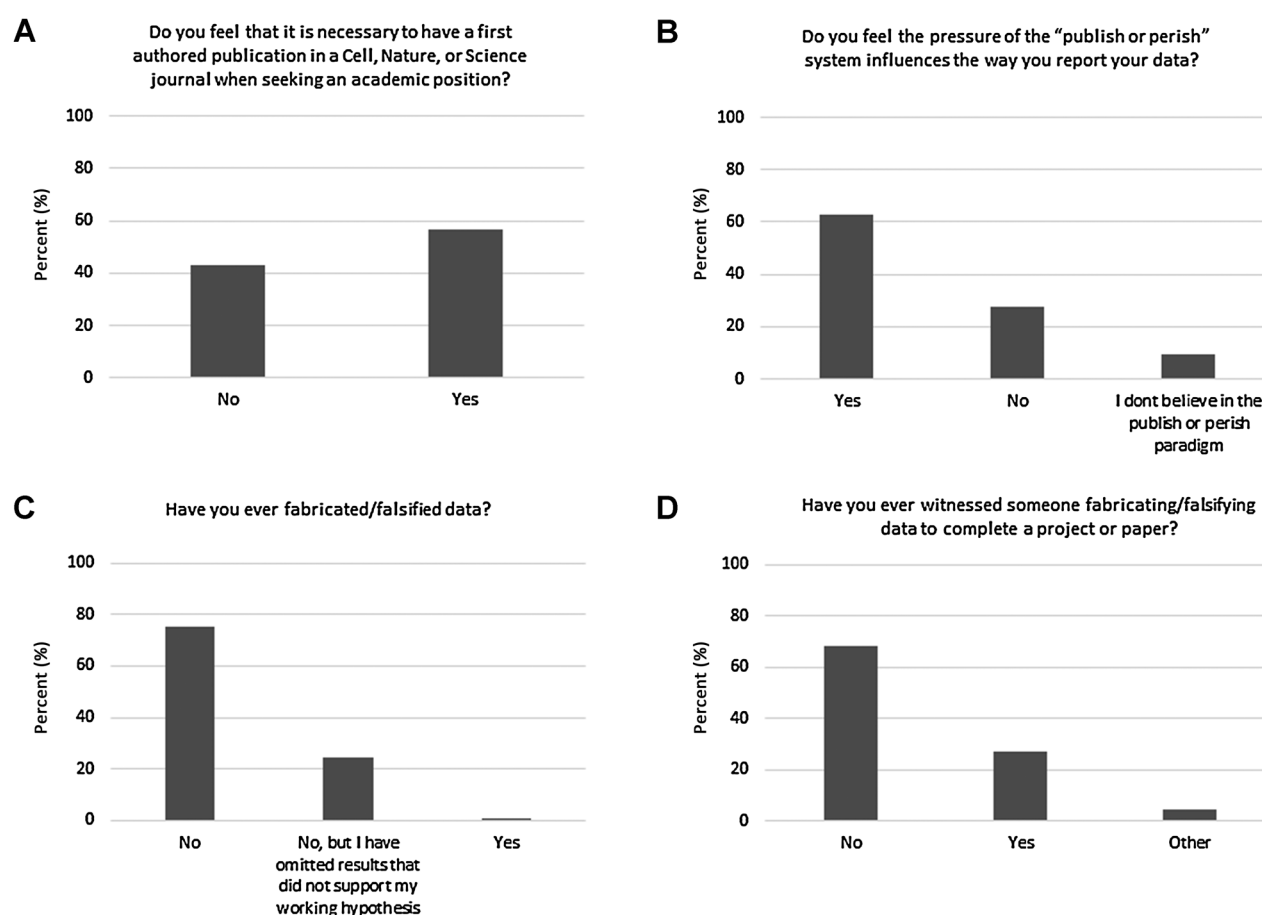 A
Do you feel that it is necessary to have a first
authored publication in a Cell, Nature, or Science
journal when seeking an academic position?
Percent (%)
100
80
60
40
20
0
No
Yes
B
Do you feel the pressure of the “publish or perish”
system influences the way you report your data?
Percent (%)
100
80
60
40
20
0
Yes
No
I dont believe in the
publish or perish
paradigm
C
Have you ever fabricated/falsified data?
Percent (%)
100
80
60
40
20
0
No
No, but I have
omitted results that
did not support my
working hypothesis
Yes
D
Have you ever witnessed someone fabricating/falsifying
data to complete a project or paper?
Percent (%)
100
80
60
40
20
0
No
Yes
Other